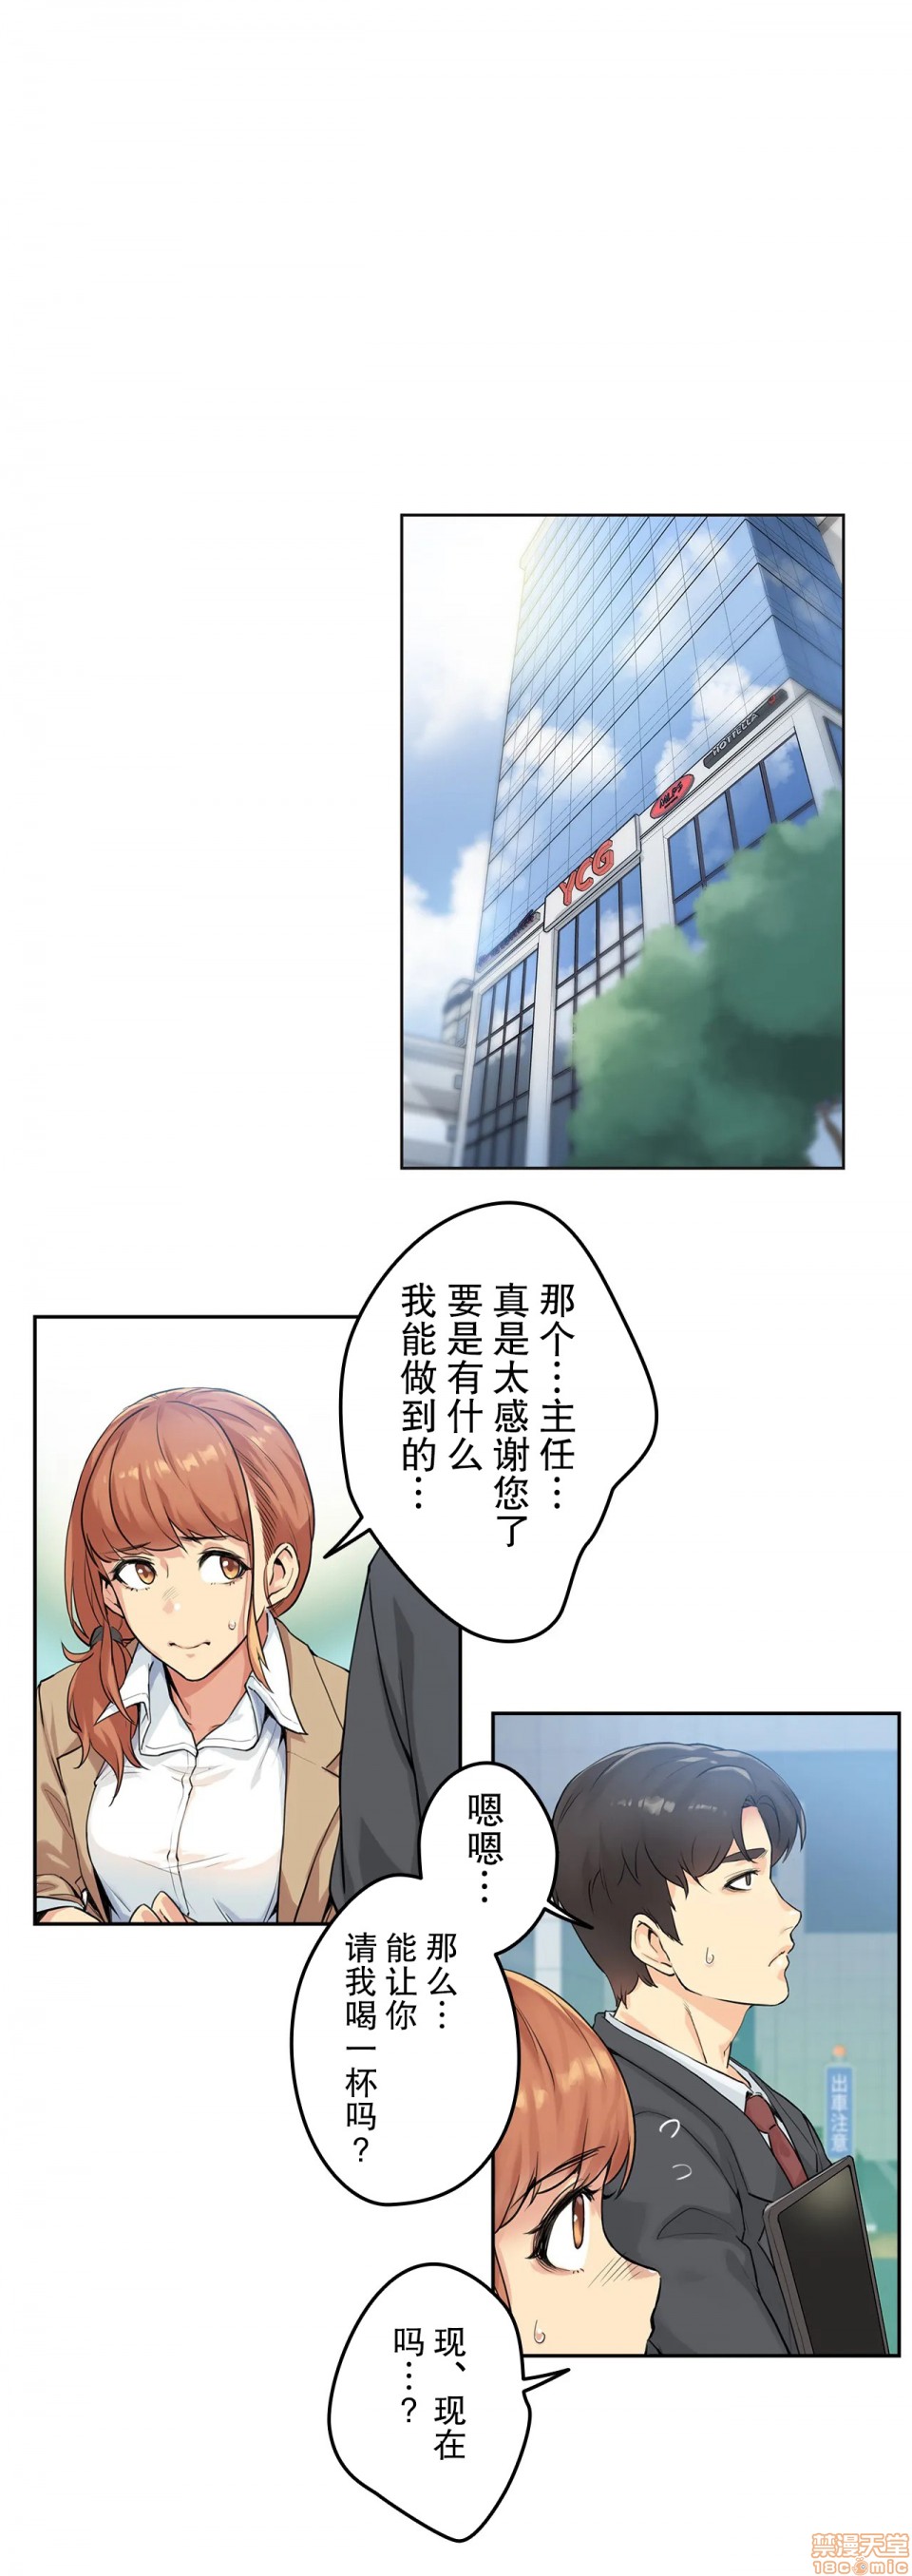 HOTTELLA
YCG
那个…主任…
真是太感谢您了
要是有什么
我能做到的…
嗯嗯…
那么…
能让你
请我喝一杯吗？
出車注意
现、现在
吗…？
禁漫天堂
18comic